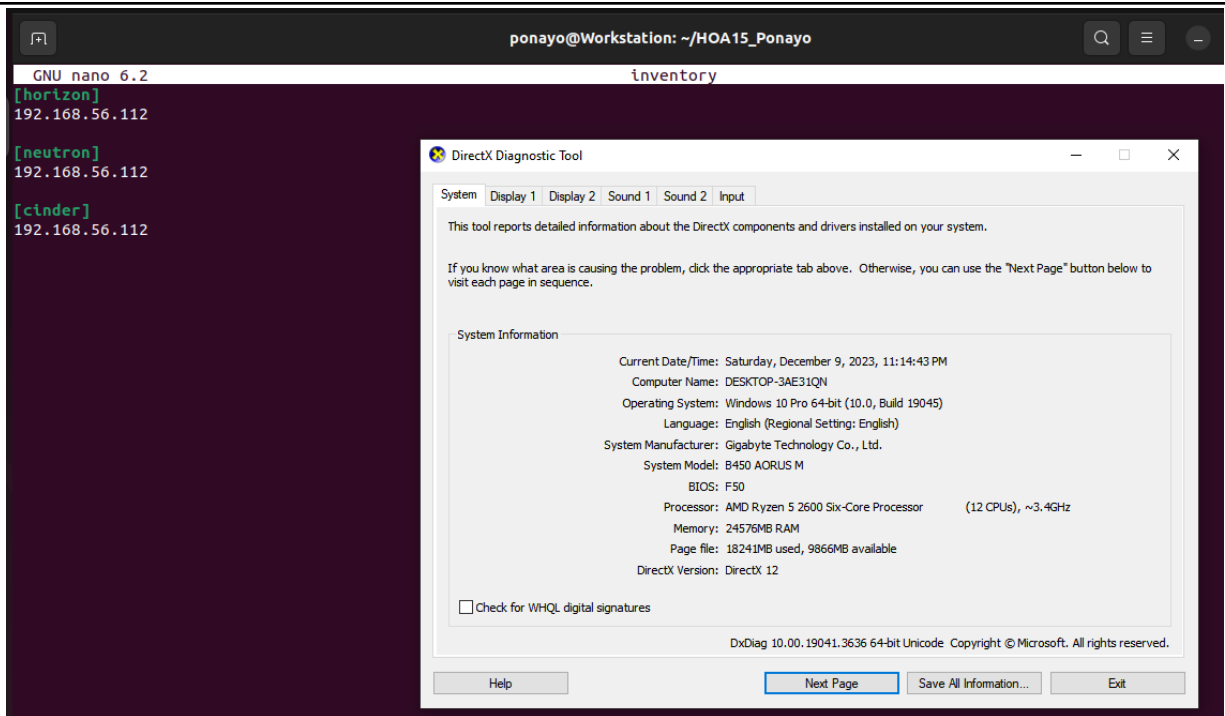 ponayo@Workstation: ~/HOA15_Ponayo
GNU nano 6.2 inventory
[horizon]
192.168.56.112
[neutron]
192.168.56.112
[cinder]
192.168.56.112
DirectX Diagnostic Tool
System Display 1 Display 2 Sound 1 Sound 2 Input
This tool reports detailed information about the DirectX components and drivers installed on your system.
If you know what area is causing the problem, click the appropriate tab above. Otherwise, you can use the "Next Page" button below to
visit each page in sequence.
System Information
Current Date/Time: Saturday, December 9, 2023, 11:14:43 PM
Computer Name: DESKTOP-3AE31QN
Operating System: Windows 10 Pro 64-bit (10.0, Build 19045)
Language: English (Regional Setting: English)
System Manufacturer: Gigabyte Technology Co., Ltd.
System Model: B450 AORUS M
BIOS: F50
Processor: AMD Ryzen 5 2600 Six-Core Processor (12 CPUs), ~3.4GHz
Memory: 24576MB RAM
Page file: 18241MB used, 9866MB available
DirectX Version: DirectX 12
Check for WHQL digital signatures
DxDiag 10.00.19041.3636 64-bit Unicode Copyright © Microsoft. All rights reserved.
Help Next Page Save All Information... Exit